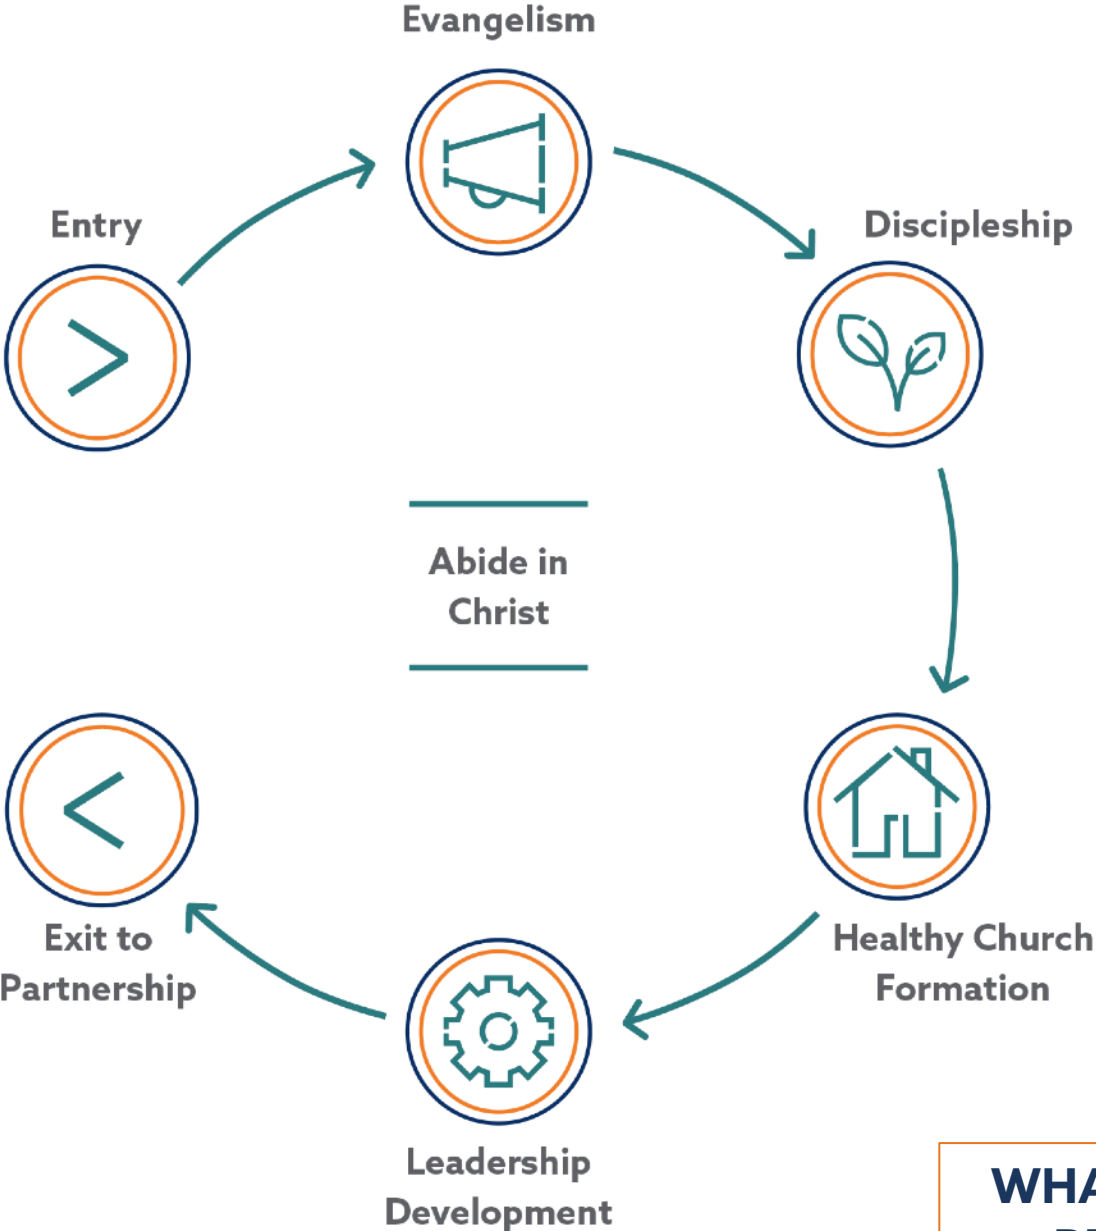 Evangelism
Entry
Discipleship
Abide in
Christ
Exit to
Partnership
Healthy Church
Formation
Leadership
Development